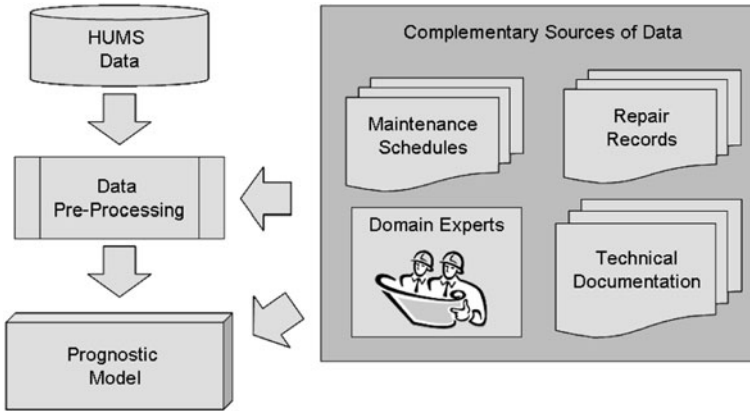 HUMS
Data
Data
Pre-Processing
Prognostic
Model
Complementary Sources of Data
Maintenance
Schedules
Repair
Records
Domain Experts
Technical
Documentation